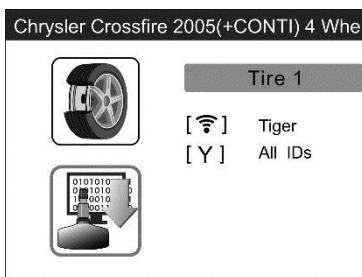 Chrysler Crossfire 2005(+CONTI) 4 Whe
Tire 1
[ ] Tiger
[ Y ] All IDs